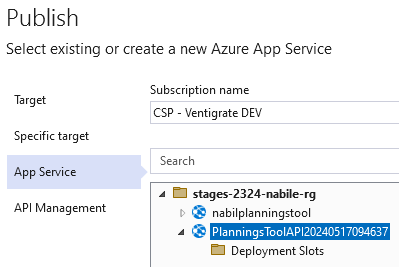 Publish
Select existing or create a new Azure App Service
Target
Subscription name
CSP - Ventigrate DEV
Specific target
Search
App Service
stages-2324-nabile-rg
nabilplanningstool
API Management
PlanningsToolAPI20240517094637
Deployment Slots